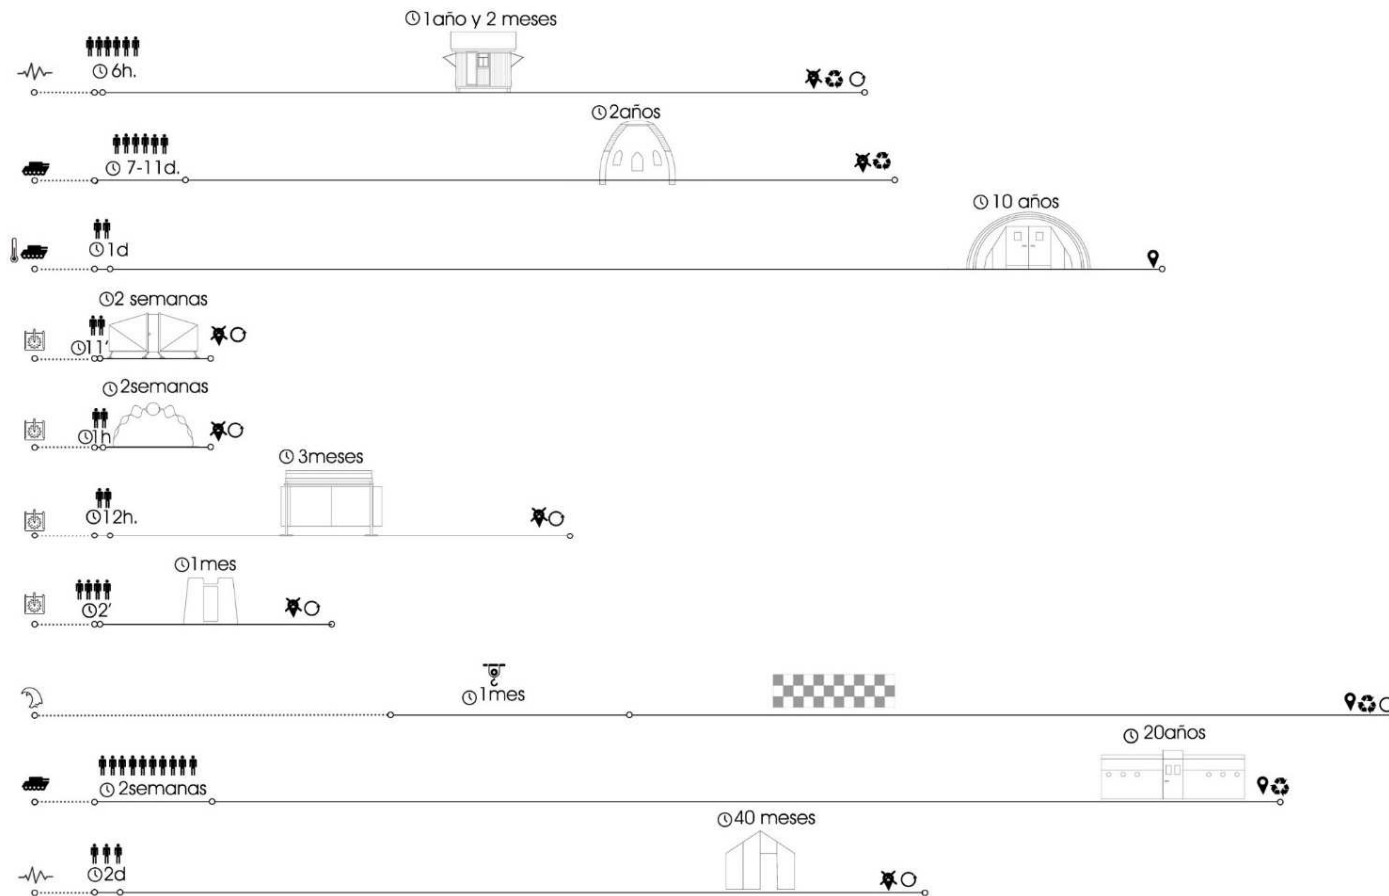 1año y 2 meses
6h.
2años
7-11d.
10 años
1d
2 semanas
11’
2semanas
1h
3meses
12h.
1mes
2’
1mes
20años
2semanas
40 meses
2d